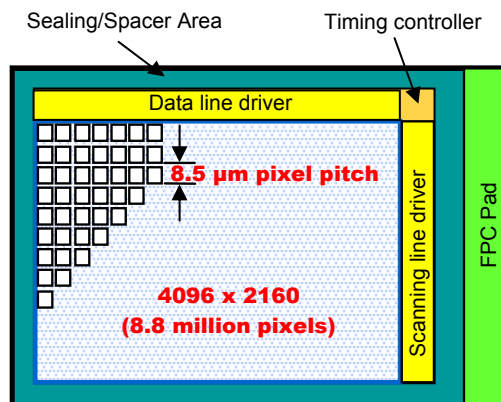 Sealing/Spacer Area
Timing controller
Data line driver
8.5 µm pixel pitch
4096 x 2160
(8.8 million pixels)
Scanning line driver
FPC Pad